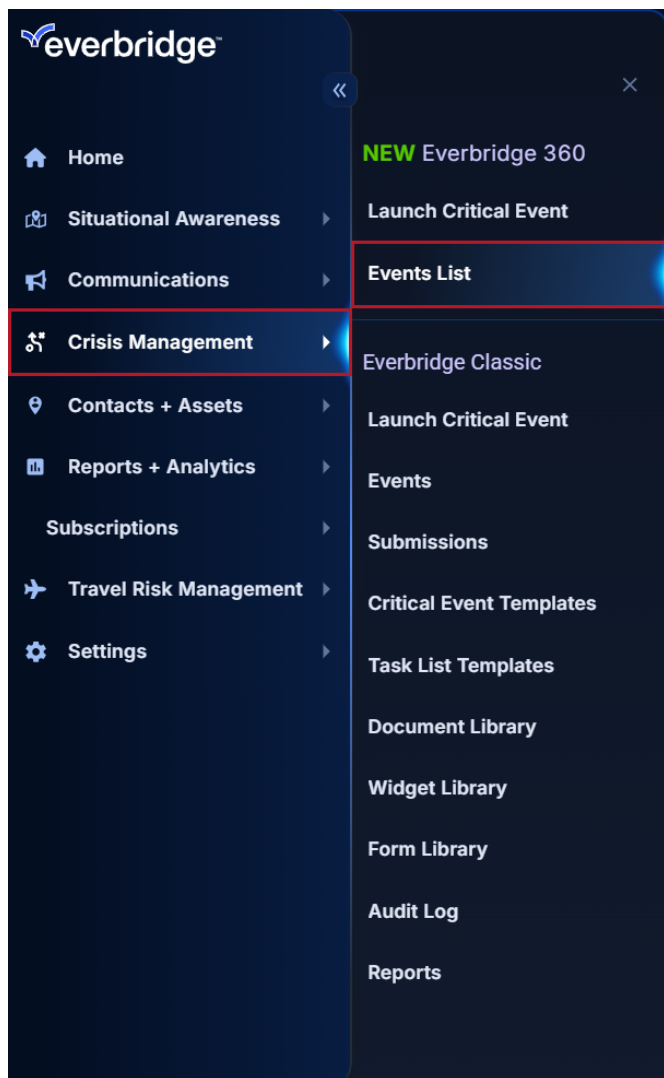 everbridge™
Home
Situational Awareness
Communications
Crisis Management
Contacts + Assets
Reports + Analytics
Subscriptions
Travel Risk Management
Settings
NEW Everbridge 360
Launch Critical Event
Events List
Everbridge Classic
Launch Critical Event
Events
Submissions
Critical Event Templates
Task List Templates
Document Library
Widget Library
Form Library
Audit Log
Reports